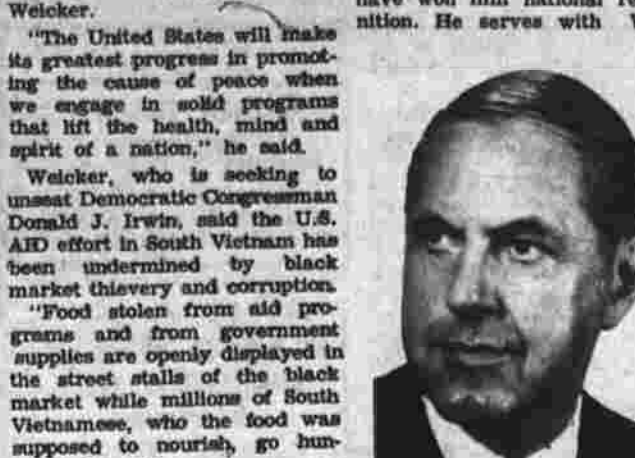 Weicker.
"The United States will make
its greatest progress in promot-
ing the cause of peace when
we engage in solid programs
that lift the health, mind and
spirit of a nation," he said.
Weicker, who is seeking to
unseat Democratic Congressman
Donald J. Irwin, said the U.S.
AID effort in South Vietnam has
been undermined by black
market thievery and corruption.
"Food stolen from aid pro-
grams and from government
supplies are openly displayed in
the street stalls of the black
market while millions of South
Vietnamese, who the food was
supposed to nourish, go hun-
have won him national
nition. He serves with